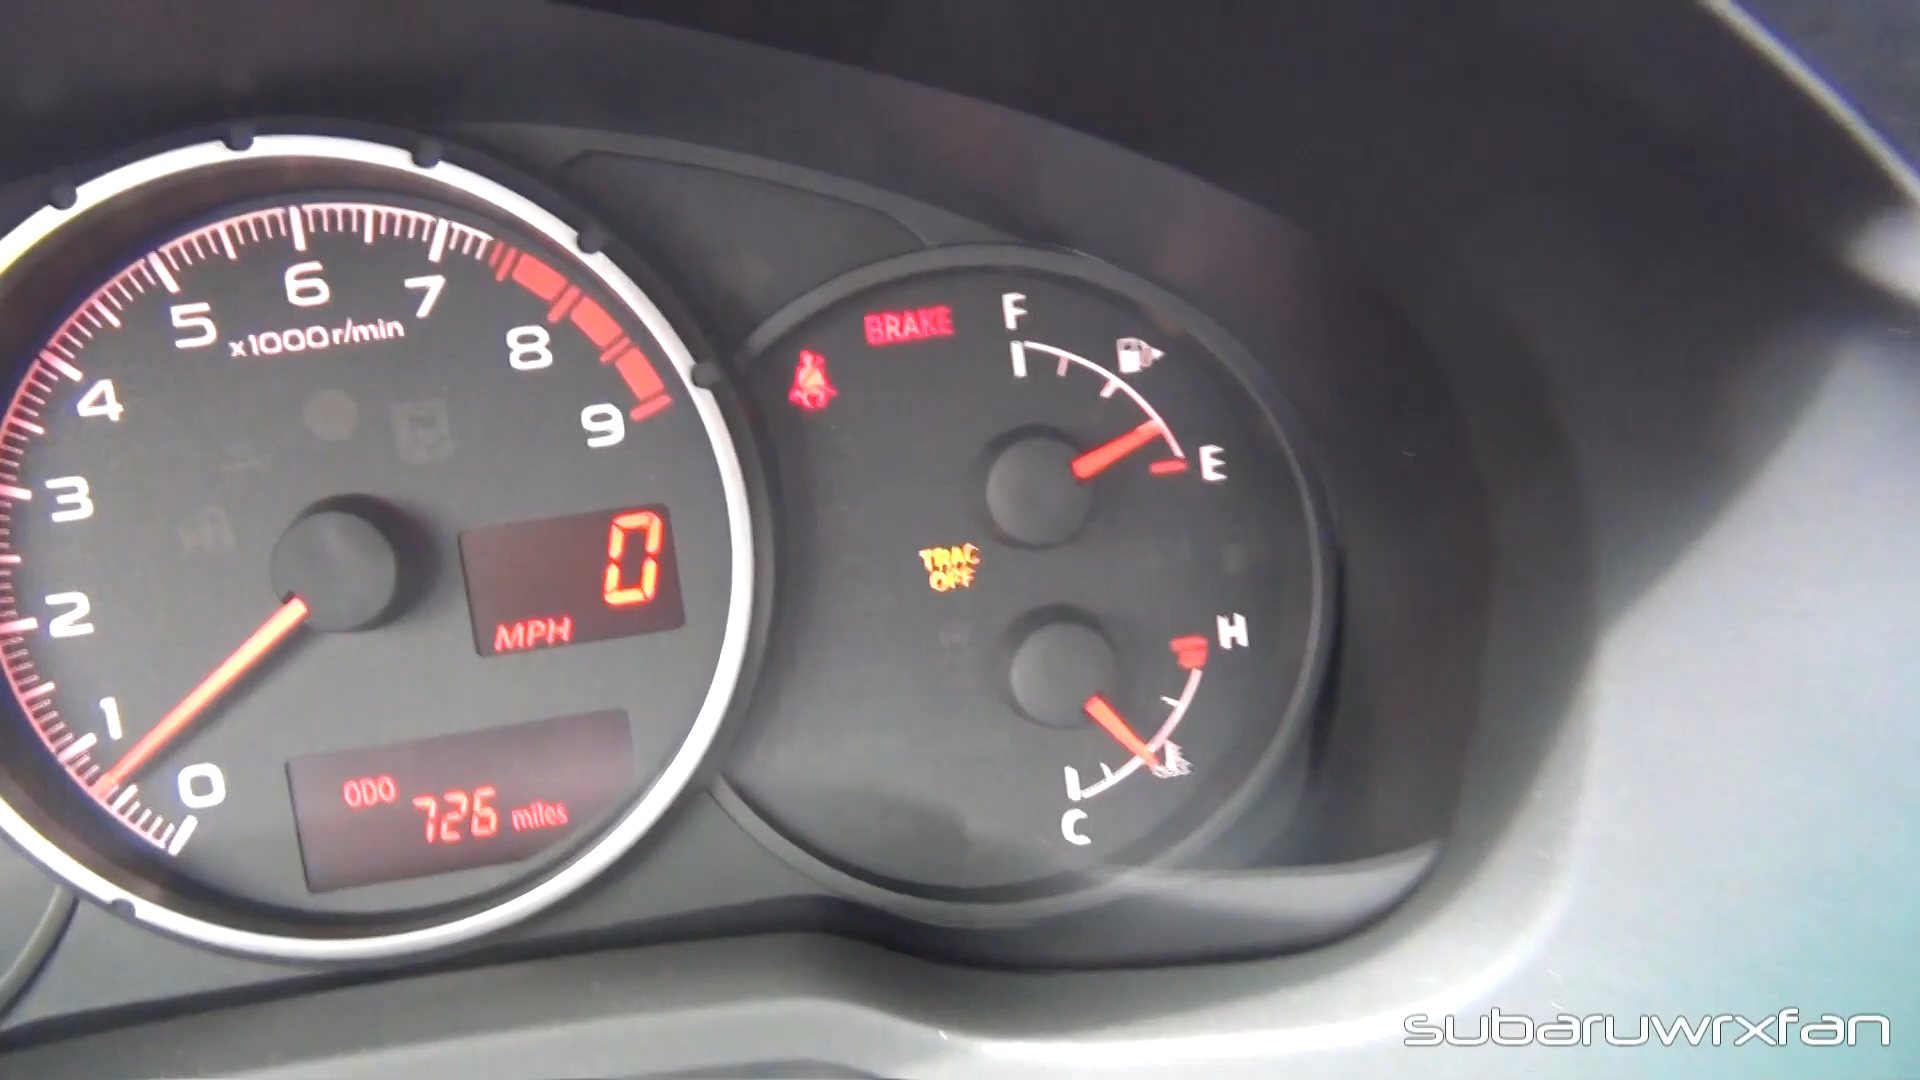 0
1
2
3
4
5
6
7
8
9
x1000r/min
0
MPH
ODO
726 miles
BRAKE
F
E
TRAC
OFF
H
C
subaruwrxfan